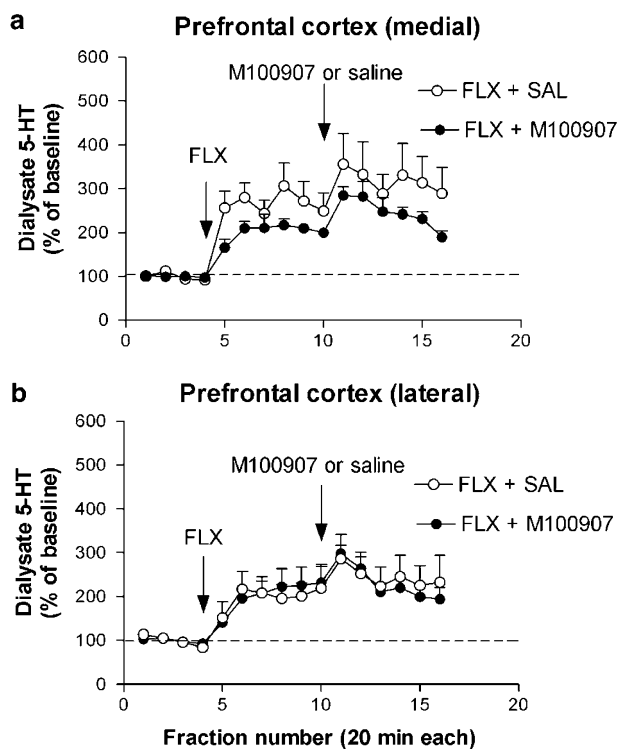 a
Prefrontal cortex (medial)
M100907 or saline
FLX + SAL
FLX + M100907
FLX
Dialysate 5-HT
(% of baseline)
600
500
400
300
200
100
0
0 5 10 15 20
b
Prefrontal cortex (lateral)
M100907 or saline
FLX + SAL
FLX + M100907
FLX
Dialysate 5-HT
(% of baseline)
600
500
400
300
200
100
0
0 5 10 15 20
Fraction number (20 min each)